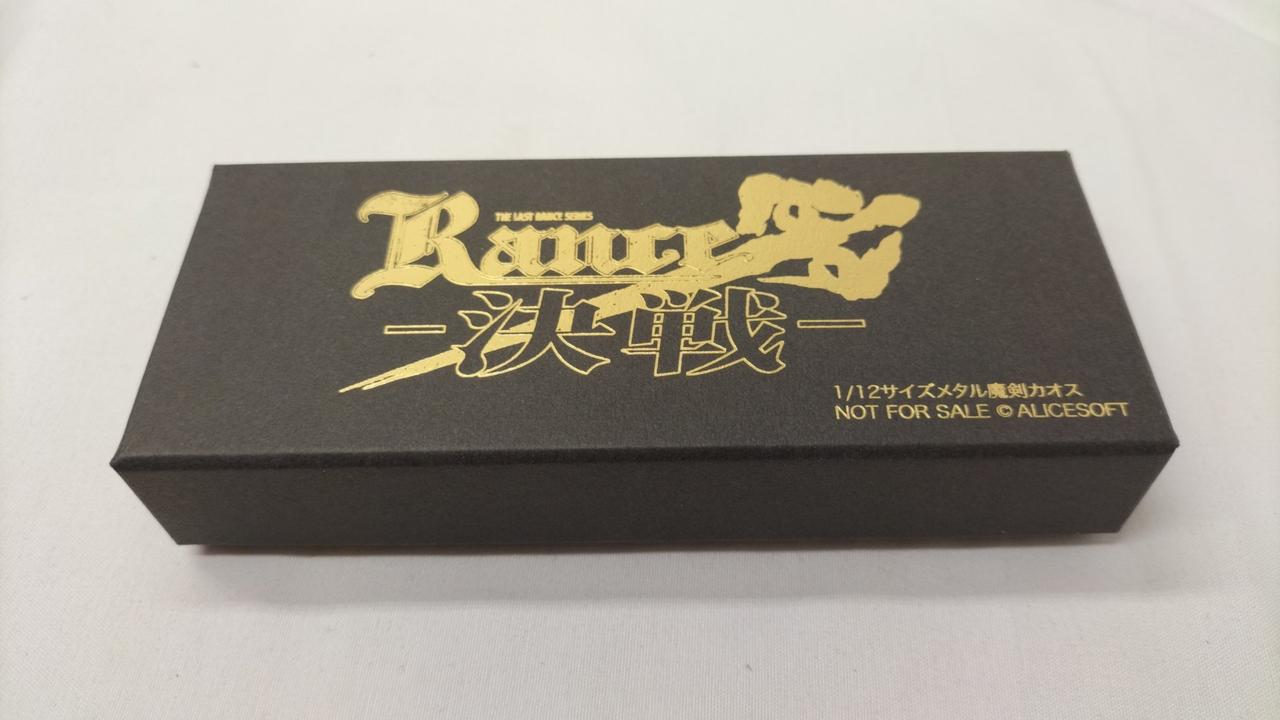 THE LAST RANCE SERIES
Rance
-決戦-
1/12サイズメタル魔剣カオス
NOT FOR SALE ©ALICESOFT